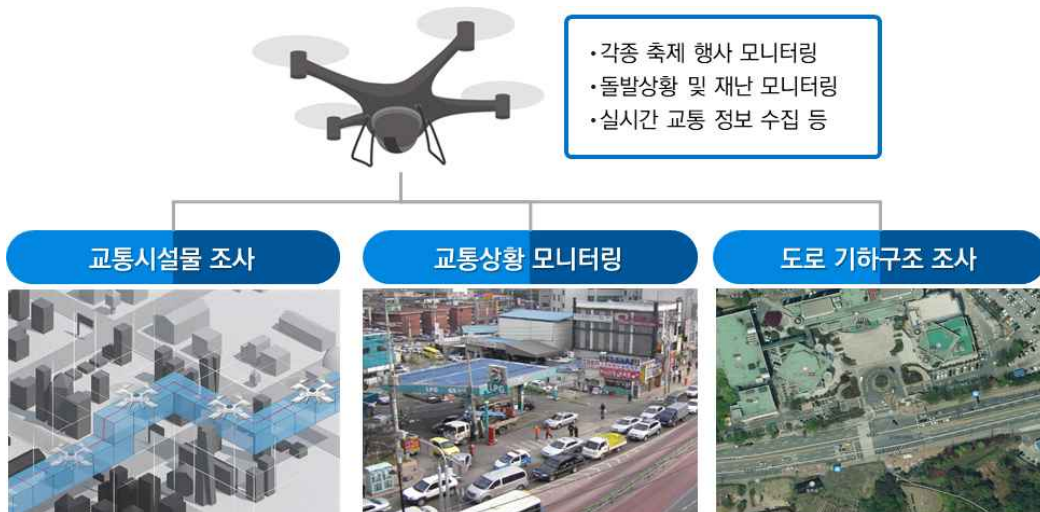 ·각종 축제 행사 모니터링
·돌발상황 및 재난 모니터링
·실시간 교통 정보 수집 등
교통시설물 조사
교통상황 모니터링
도로 기하구조 조사
LPG
LPG